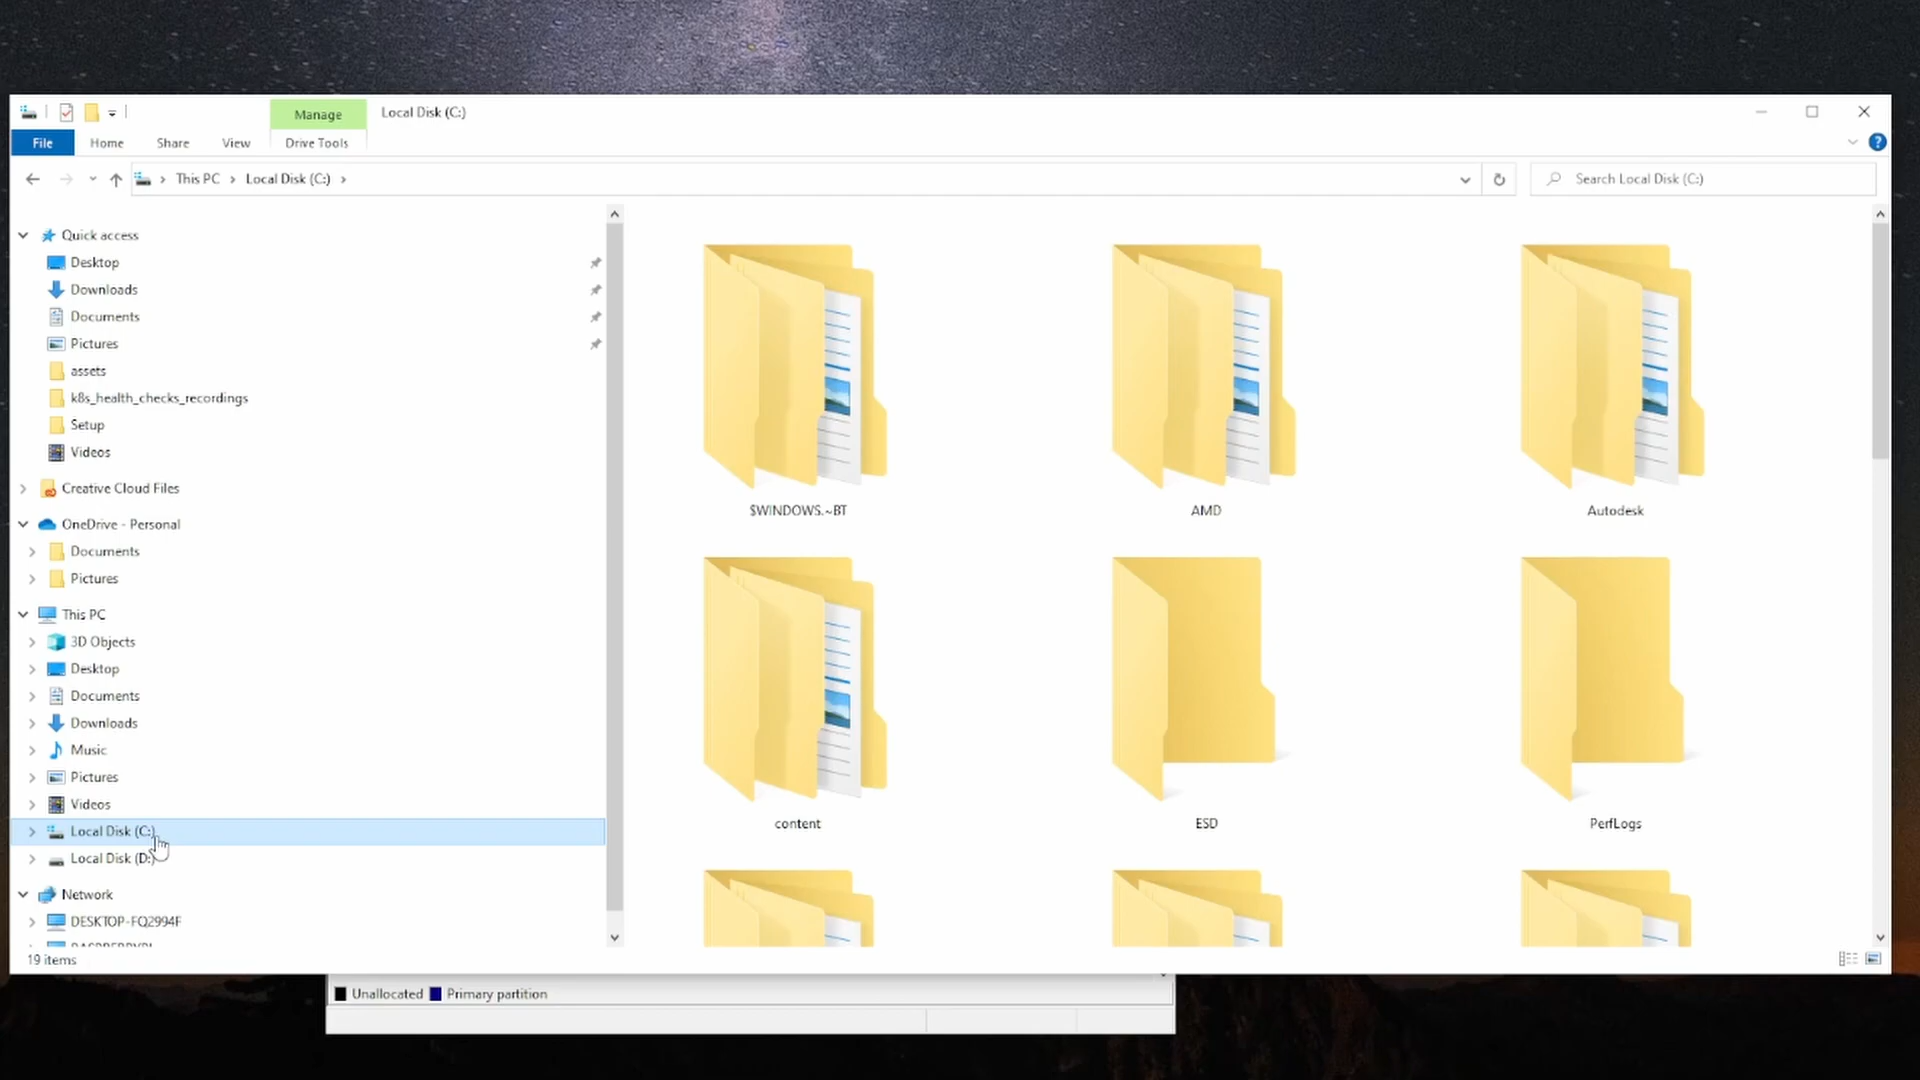 Manage
Local Disk (C:)
File
Home
Share
View
Drive Tools
This PC
Local Disk (C:)
Search Local Disk (C:)
Quick access
Desktop
Downloads
Documents
Pictures
assets
k8s_health_checks_recordings
Setup
Videos
Creative Cloud Files
OneDrive - Personal
Documents
Pictures
This PC
3D Objects
Desktop
Documents
Downloads
Music
Pictures
Videos
Local Disk (C:)
Local Disk (D:)
Network
DESKTOP-FQ2994F
19 items
$WINDOWS.~BT
AMD
Autodesk
content
ESD
PerfLogs
Unallocated
Primary partition